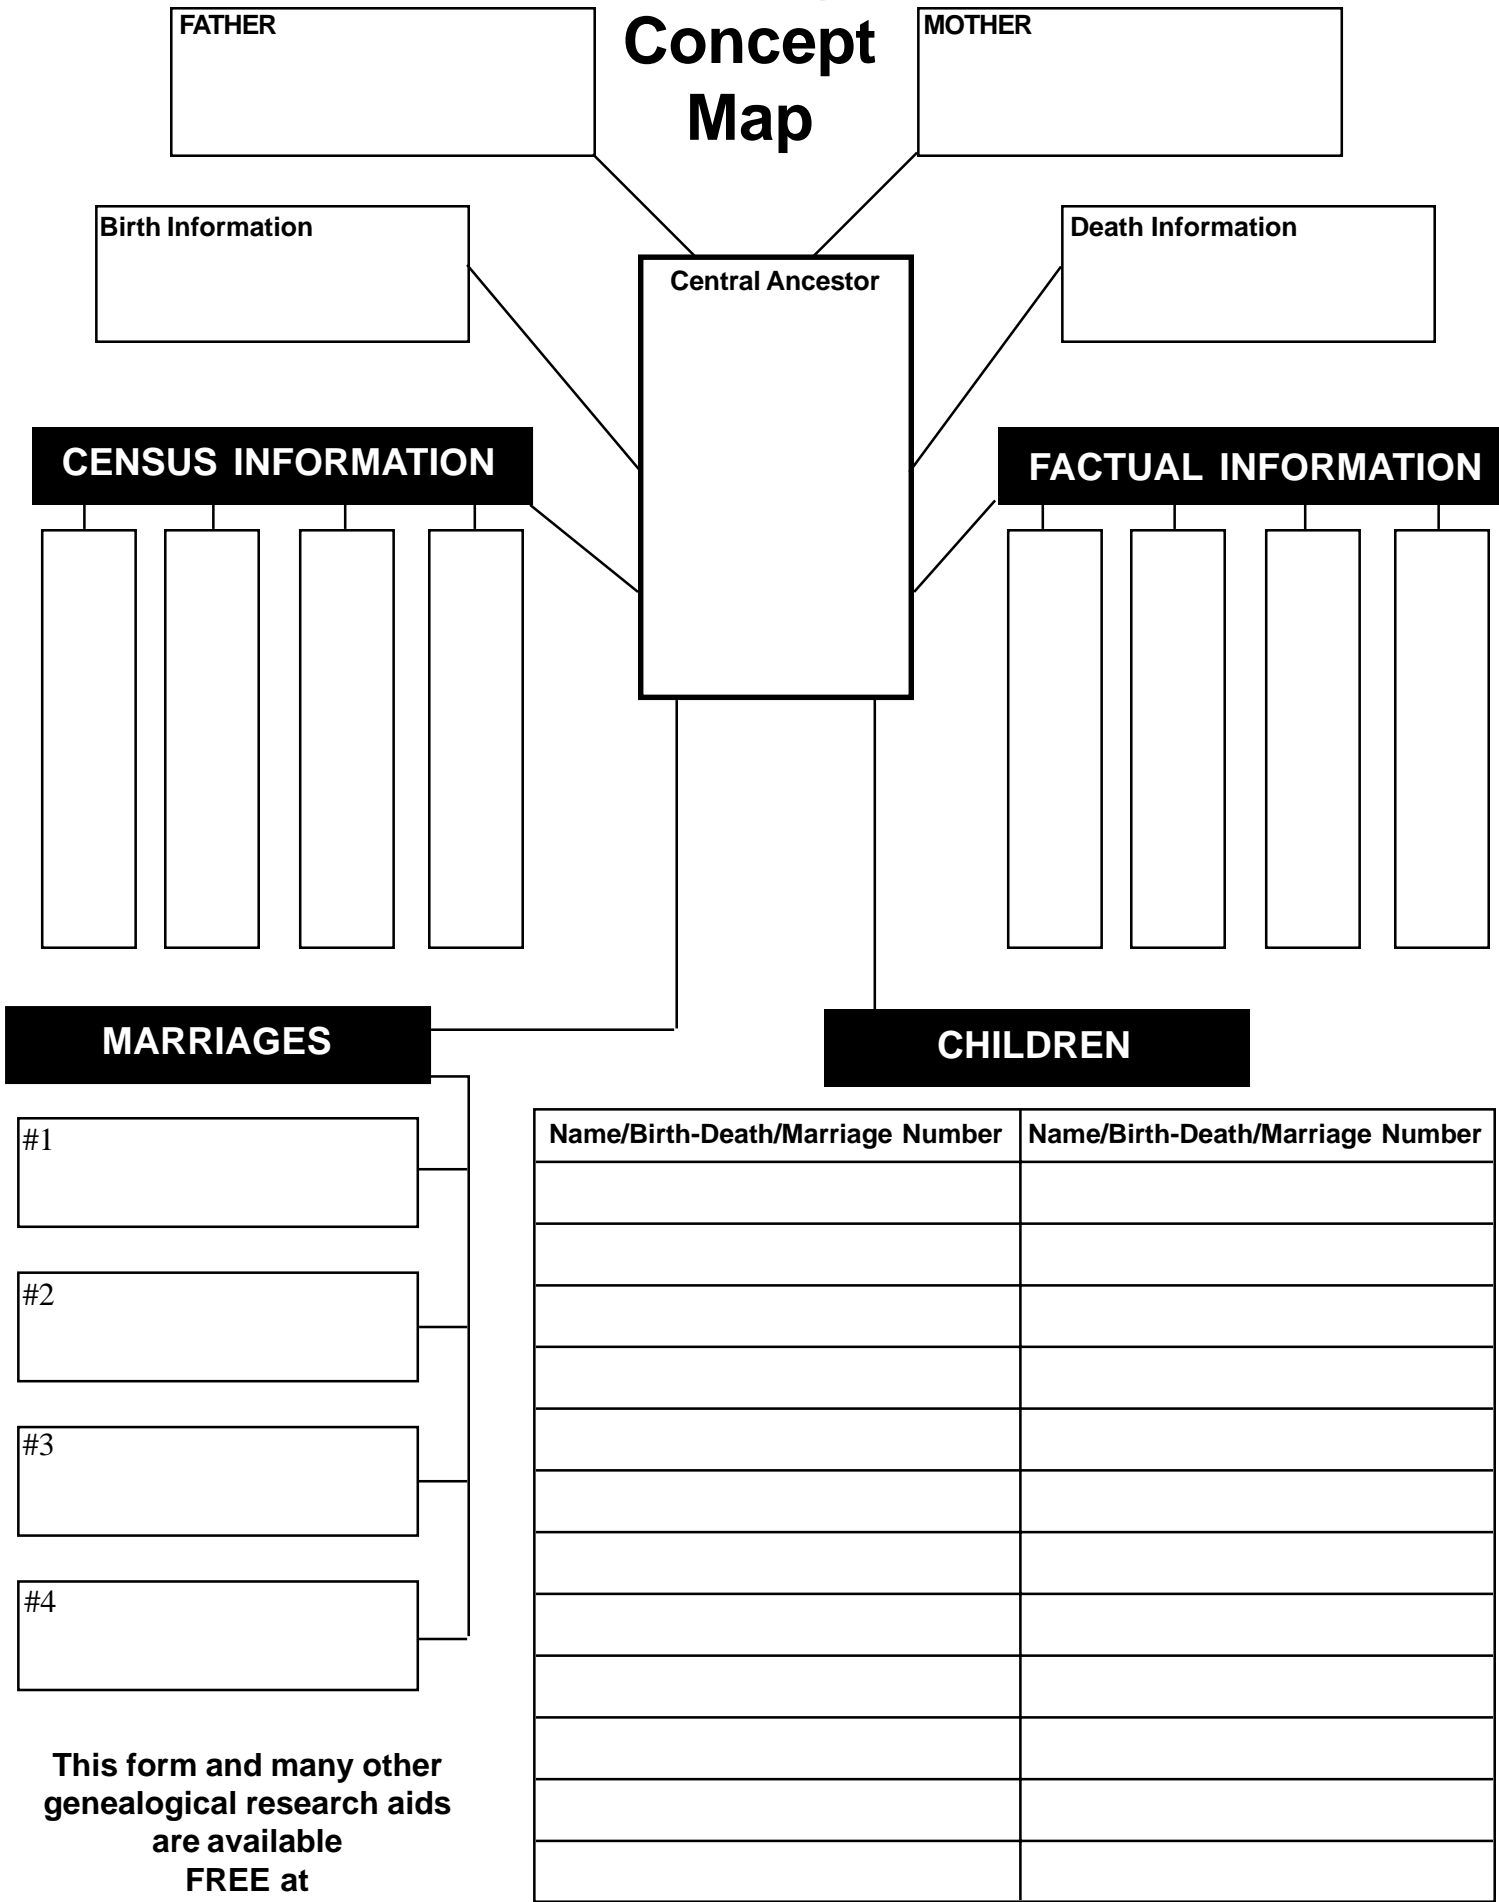 Concept
Map
FATHER
MOTHER
Birth Information
Death Information
Central Ancestor
CENSUS INFORMATION
FACTUAL INFORMATION
MARRIAGES
CHILDREN
#1
#2
#3
#4
Name/Birth-Death/Marriage Number
Name/Birth-Death/Marriage Number
This form and many other
genealogical research aids
are available
FREE at